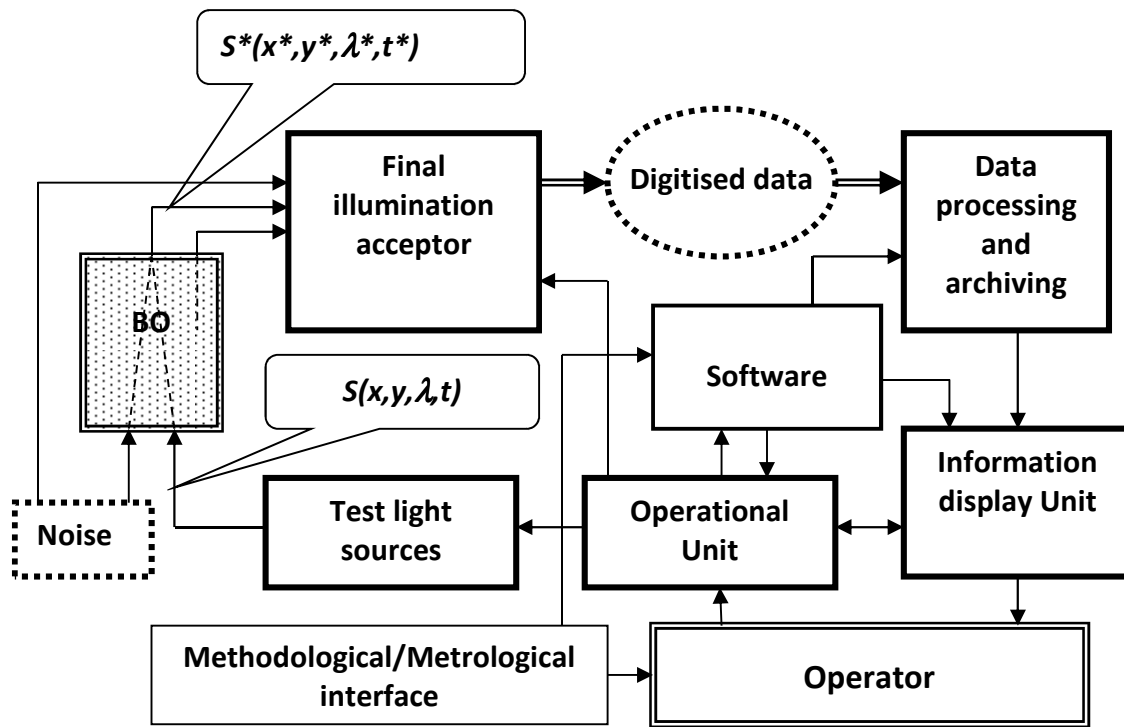 S*(x*,y*,λ*,t*)
Final
illumination
acceptor
Digitised data
Data
processing
and
archiving
BO
Software
S(x,y,λ,t)
Information
display Unit
Noise
Test light
sources
Operational
Unit
Methodological/Metrological
interface
Operator